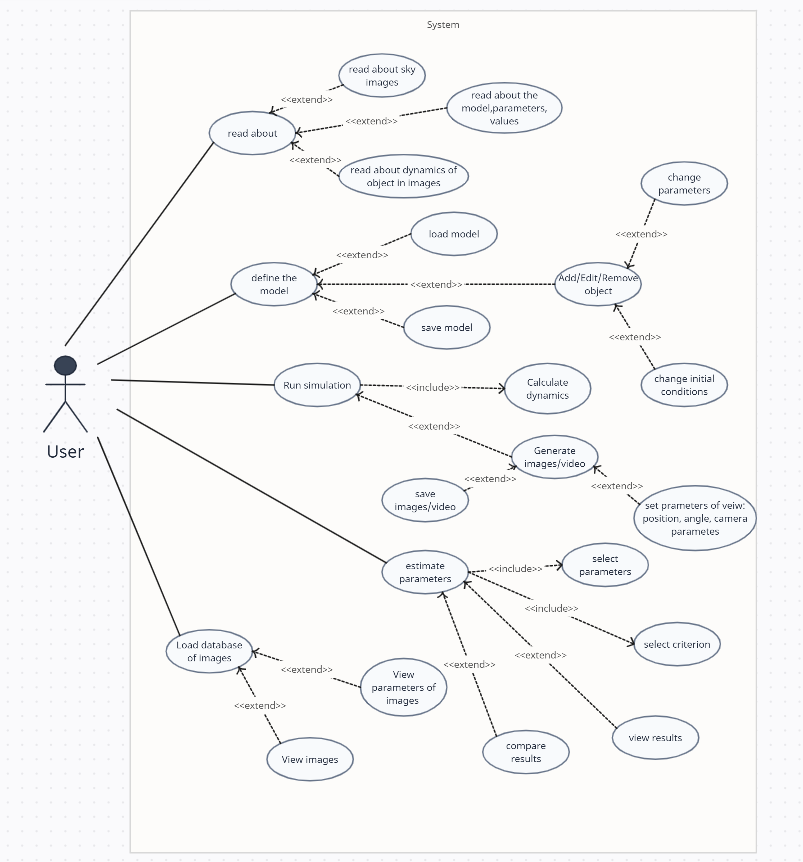 System
read about sky
images
<<extend>>
read about the
model,parameters,
values
<<extend>>
read about
<<extend>>
read about dynamics of
object in images
change
parameters
<<extend>>
load model
<<extend>>
define the
model
<<extend>>
Add/Edit/Remove
object
<<extend>>
save model
<<extend>>
Run simulation
<<include>>
Calculate
dynamics
change initial
conditions
<<extend>>
User
Generate
images/video
<<extend>>
<<extend>>
save
images/video
set prameters of veiw:
position, angle, camera
parametes
estimate
parameters
<<include>>
select
parameters
<<include>>
select criterion
Load database
of images
<<extend>>
<<extend>>
<<extend>>
View
parameters of
images
<<extend>>
view results
compare
results
View images